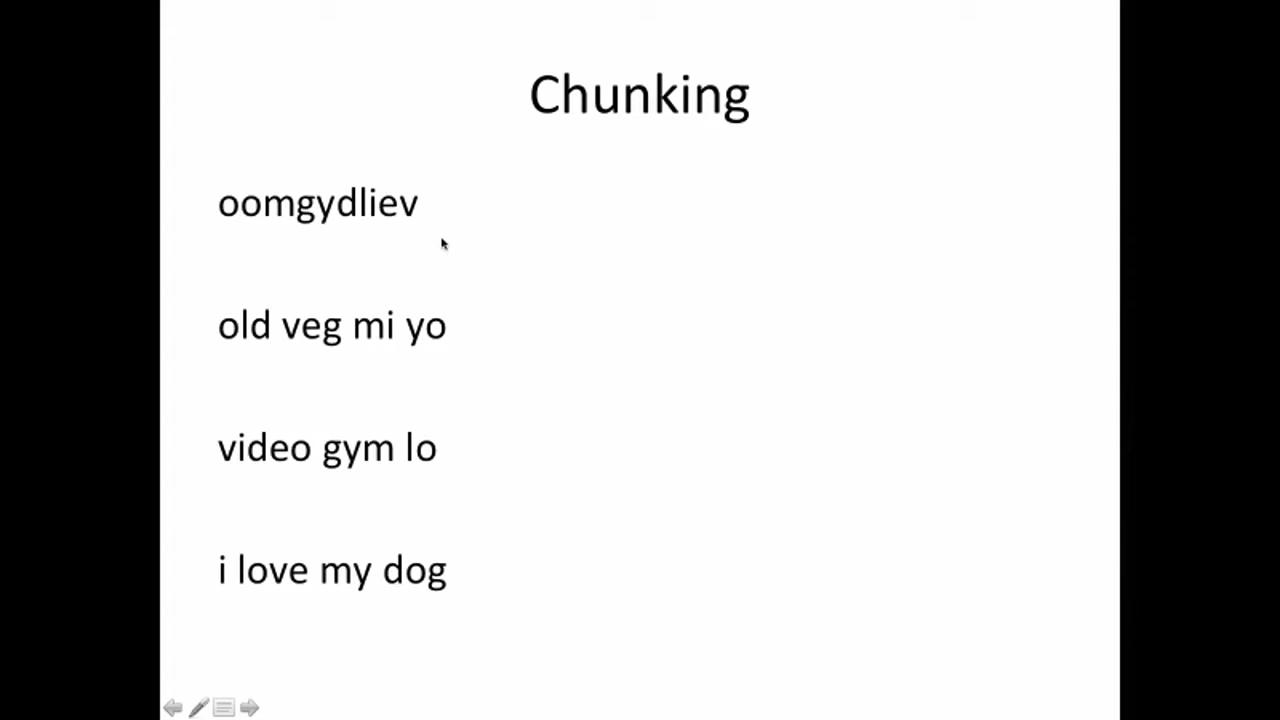 Chunking
oomgydliev
old veg mi yo
video gym lo
i love my dog